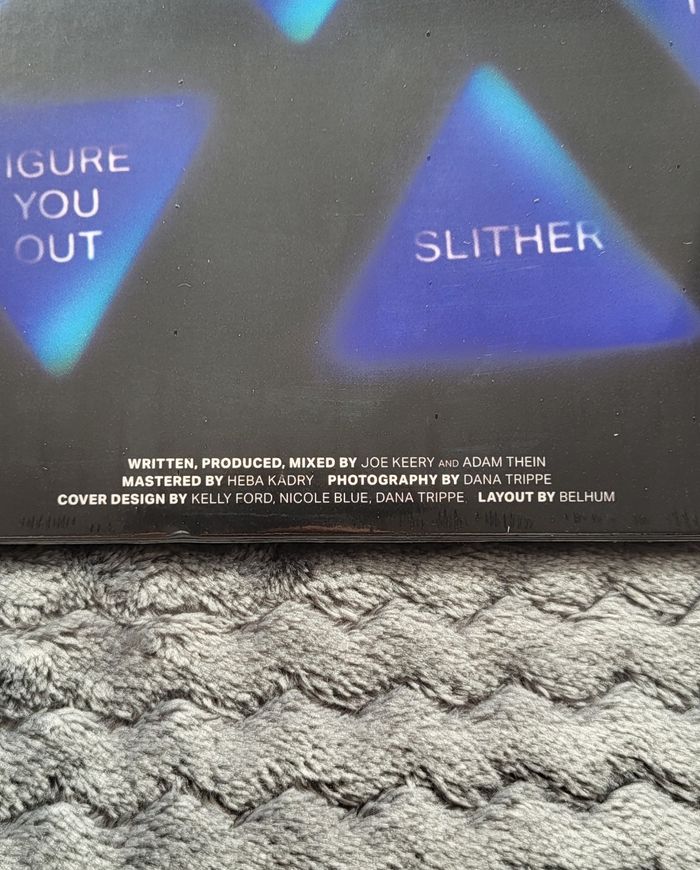 IGURE
YOU
OUT
SLITHER
WRITTEN, PRODUCED, MIXED BY JOE KEERY AND ADAM THEIN
MASTERED BY HEBA KADRY PHOTOGRAPHY BY DANA TRIPPE
COVER DESIGN BY KELLY FORD, NICOLE BLUE, DANA TRIPPE LAYOUT BY BELHUM